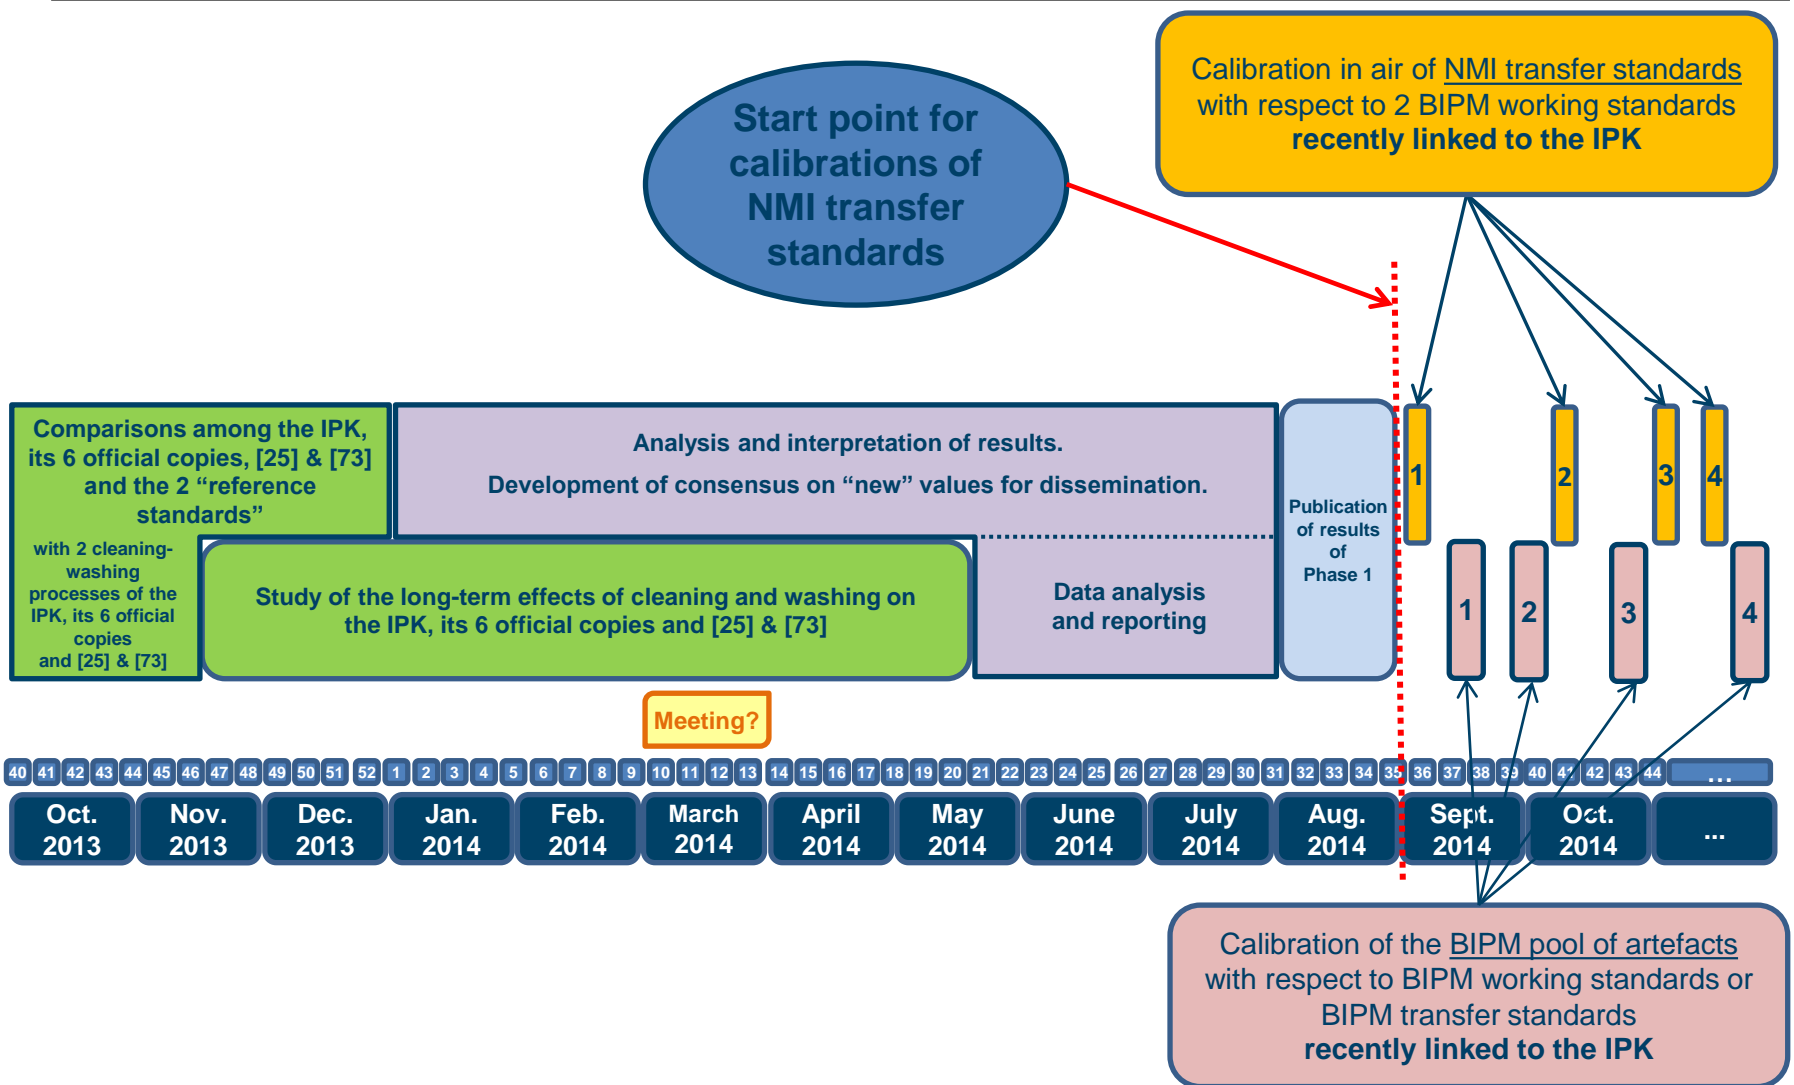 Calibration in air of NMI transfer standards
with respect to 2 BIPM working standards
recently linked to the IPK
Start point for
calibrations of
NMI transfer
standards
Comparisons among the IPK,
its 6 official copies, [25] & [73]
and the 2 “reference
standards”
with 2 cleaning-
washing
processes of the
IPK, its 6 official
copies
and [25] & [73]
Analysis and interpretation of results.
Development of consensus on “new” values for dissemination.
Study of the long-term effects of cleaning and washing on
the IPK, its 6 official copies and [25] & [73]
Data analysis
and reporting
Publication
of results
of
Phase 1
1 2 3 4
1 2 3 4
Meeting?
40 41 42 43 44 45 46 47 48 49 50 51 52 1 2 3 4 5 6 7 8 9 10 11 12 13 14 15 16 17 18 19 20 21 22 23 24 25 26 27 28 29 30 31 32 33 34 35 36 37 38 39 40 41 42 43 44 ...
Oct. Nov. Dec. Jan. Feb. March April May June July Aug. Sept. Oct. ...
2013 2013 2013 2014 2014 2014 2014 2014 2014 2014 2014 2014 2014
Calibration of the BIPM pool of artefacts
with respect to BIPM working standards or
BIPM transfer standards
recently linked to the IPK